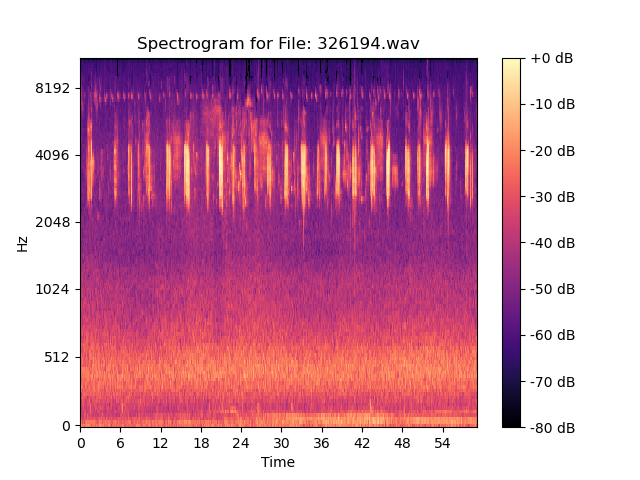 Spectrogram for File: 326194.wav
8192
4096
2048
1024
512
0
Hz
0 6 12 18 24 30 36 42 48 54
Time
+0 dB
-10 dB
-20 dB
-30 dB
-40 dB
-50 dB
-60 dB
-70 dB
-80 dB